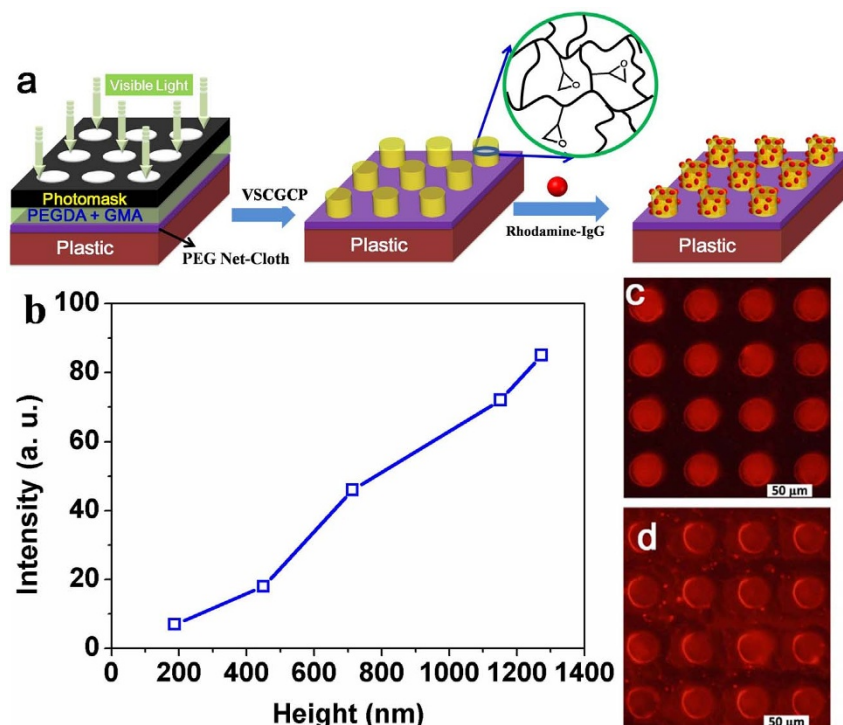 a
Visible Light
Photomask
PEGDA + GMA
Plastic
PEG Net-Cloth
VSCGCP
Plastic
O
O
O
Rhodamine-IgG
Plastic
b
Intensity (a. u.)
100
80
60
40
20
0
0 200 400 600 800 1000 1200 1400
Height (nm)
c
50 µm
d
50 µm